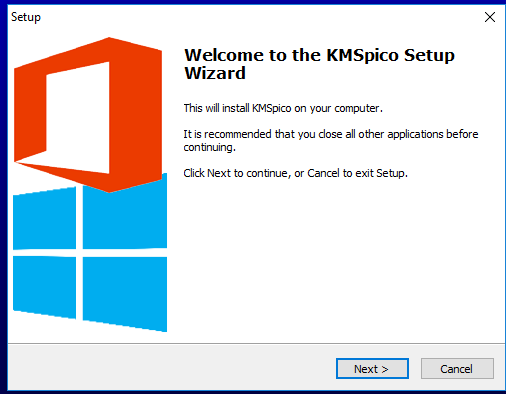 Setup
Welcome to the KMSpico Setup
Wizard
This will install KMSpico on your computer.
It is recommended that you close all other applications before
continuing.
Click Next to continue, or Cancel to exit Setup.
Next >
Cancel